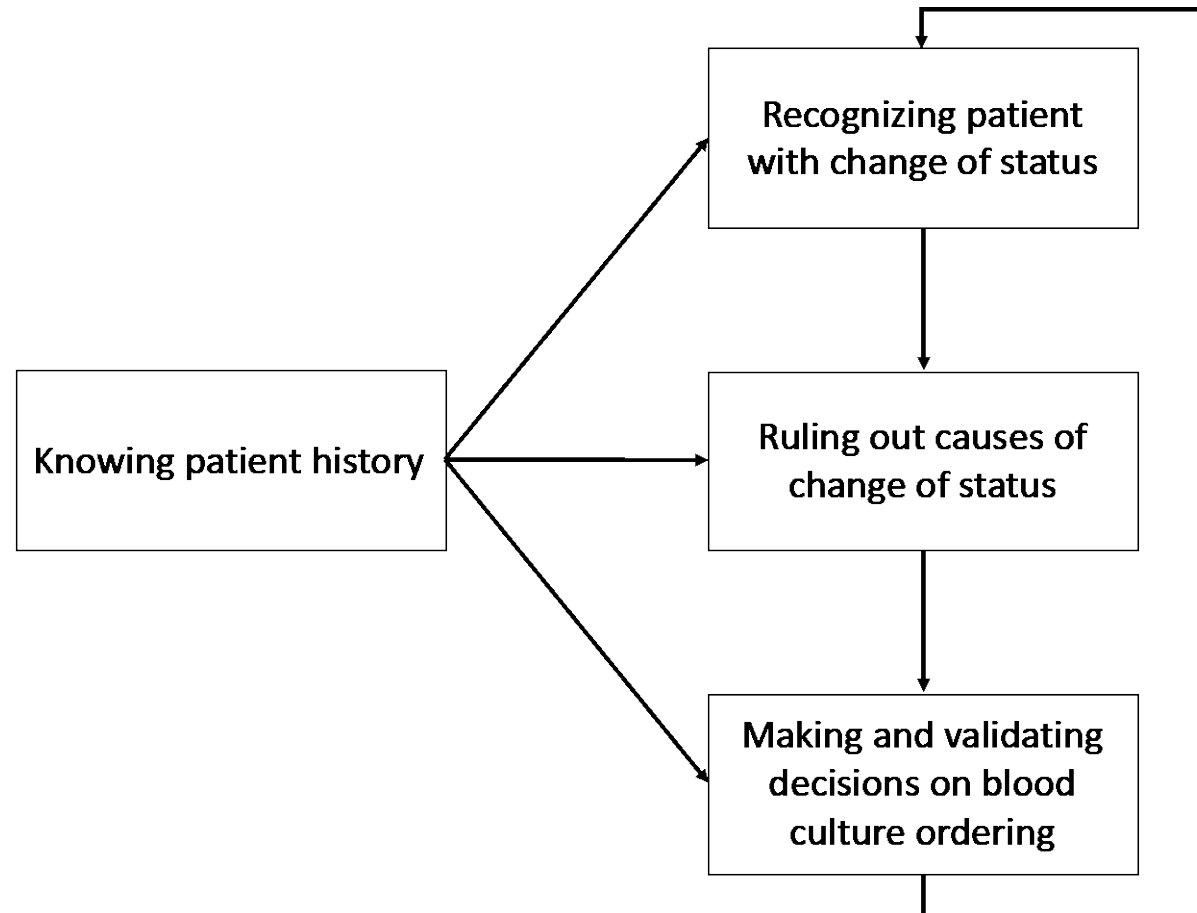 Recognizing patient
with change of status
Knowing patient history
Ruling out causes of
change of status
Making and validating
decisions on blood
culture ordering